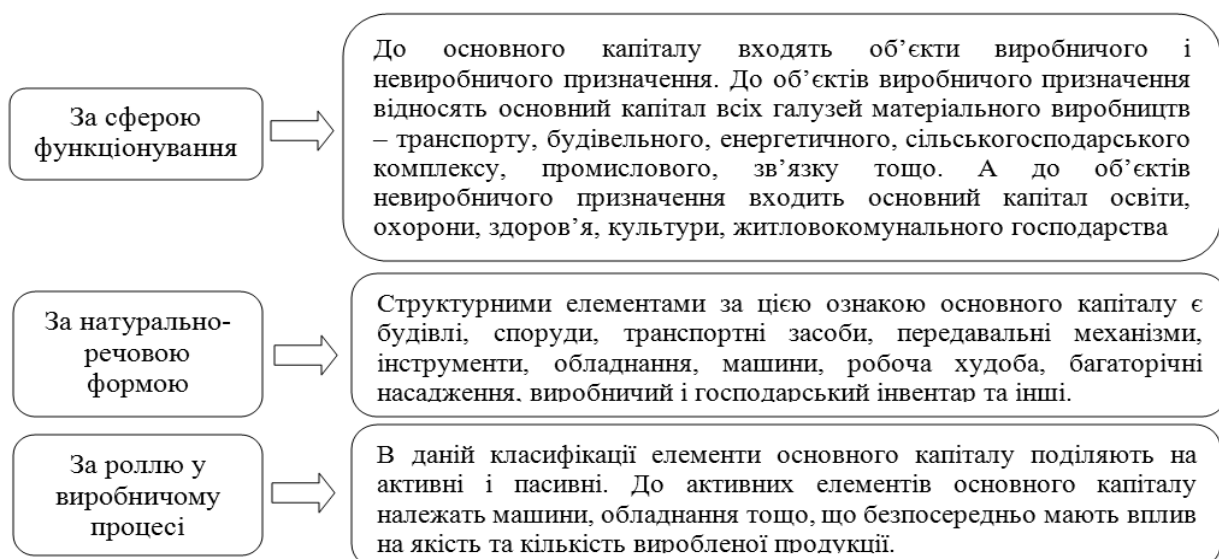 За сферою
функціонування
До основного капіталу входять об’єкти виробничого і
невиробничого призначення. До об’єктів виробничого призначення
відносять основний капітал всіх галузей матеріального виробництв
– транспорту, будівельного, енергетичного, сільськогосподарського
комплексу, промислового, зв’язку тощо. А до об’єктів
невиробничого призначення входить основний капітал освіти,
охорони, здоров’я, культури, житловокомунального господарства
За натурально-
речовою
формою
Структурними елементами за цією ознакою основного капіталу є
будівлі, споруди, транспортні засоби, передавальні механізми,
інструменти, обладнання, машини, робоча худоба, багаторічні
насадження, виробничий і господарський інвентар та інші.
За роллю у
виробничому
процесі
В даній класифікації елементи основного капіталу поділяють на
активні і пасивні. До активних елементів основного капіталу
належать машини, обладнання тощо, що безпосередньо мають вплив
на якість та кількість виробленої продукції.